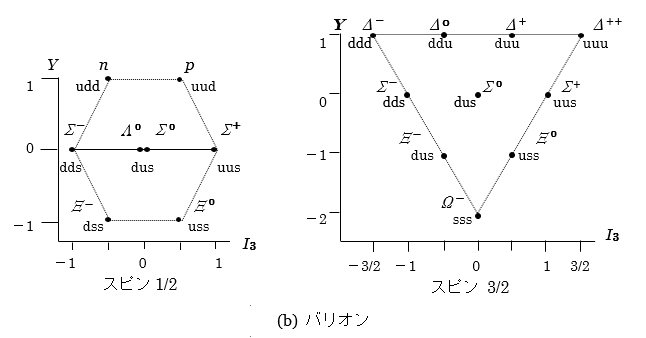 Y n p
1 udd uud
Σ⁻ Λ⁰ Σ⁰ Σ⁺
0
dds dus uus
Ξ⁻ Ξ⁰
−1 dss uss
I₃
−1 0 1
スピン 1/2
Y Δ⁻ Δ⁰ Δ⁺ Δ⁺⁺
1 ddd ddu duu uuu
0 Σ⁻ Σ⁰ Σ⁺
dds dus uus
Ξ⁻ Ξ⁰
−1 dus uss
Ω⁻
−2 sss
I₃
−3/2 −1 0 1 3/2
スピン 3/2
(b) バリオン